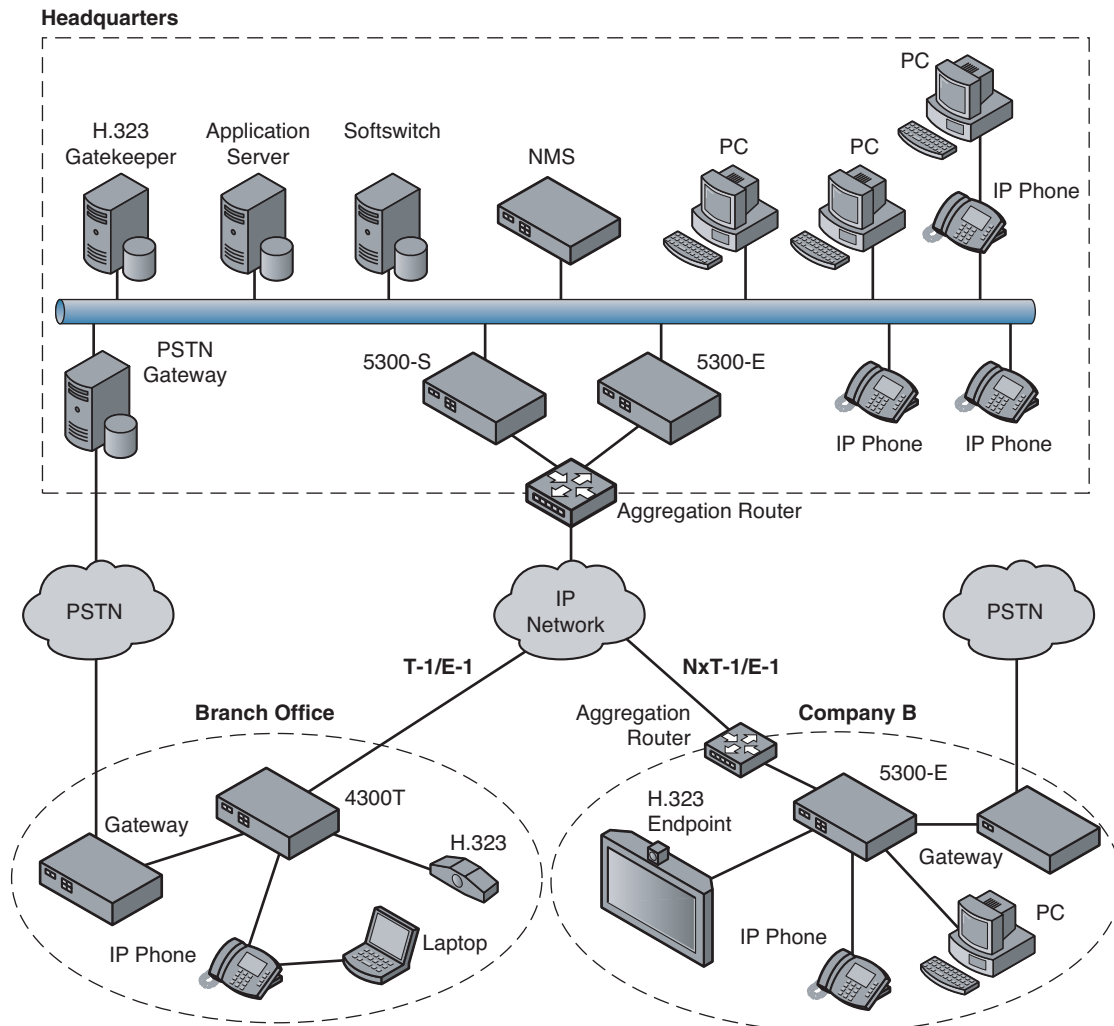 Headquarters
PC
H.323
Gatekeeper
Application
Server
Softswitch
NMS
PC
PC
IP Phone
PSTN
Gateway
5300-S
5300-E
IP Phone
IP Phone
Aggregation Router
PSTN
IP
Network
PSTN
T-1/E-1
NxT-1/E-1
Branch Office
Aggregation
Router
Company B
4300T
5300-E
Gateway
H.323
H.323
Endpoint
Gateway
IP Phone
Laptop
IP Phone
PC